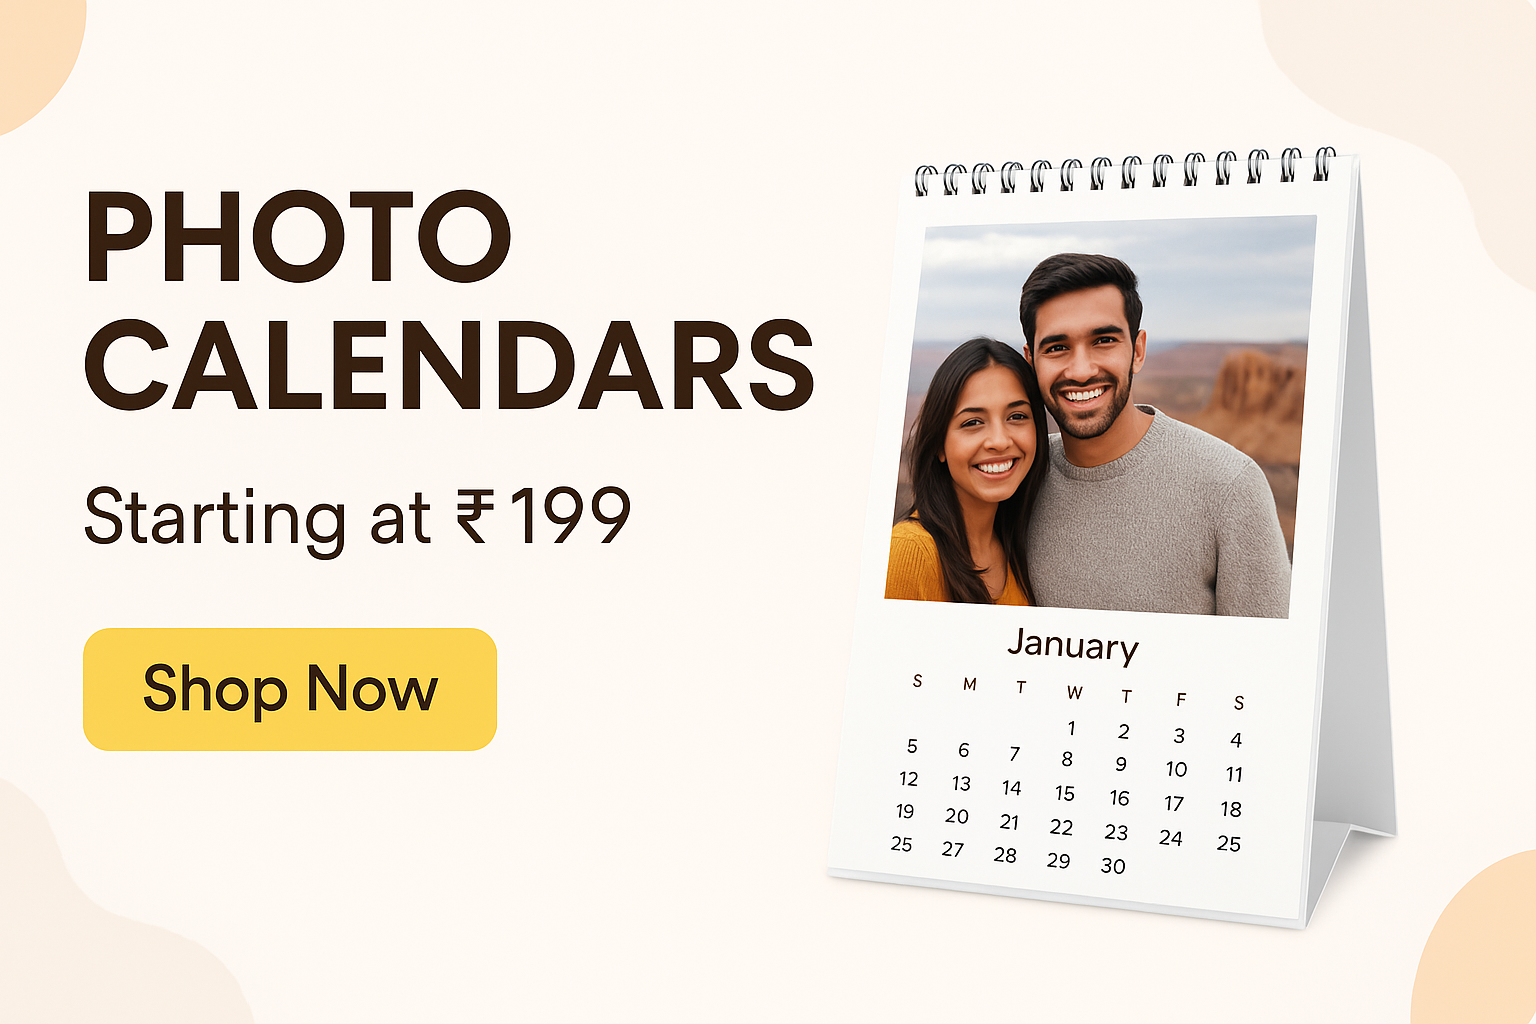 PHOTO
CALENDARS
Starting at ₹199
Shop Now
January
S M T W T F S
1 2 3 4
5 6 7 8 9 10 11
12 13 14 15 16 17 18
19 20 21 22 23 24 25
25 27 28 29 30